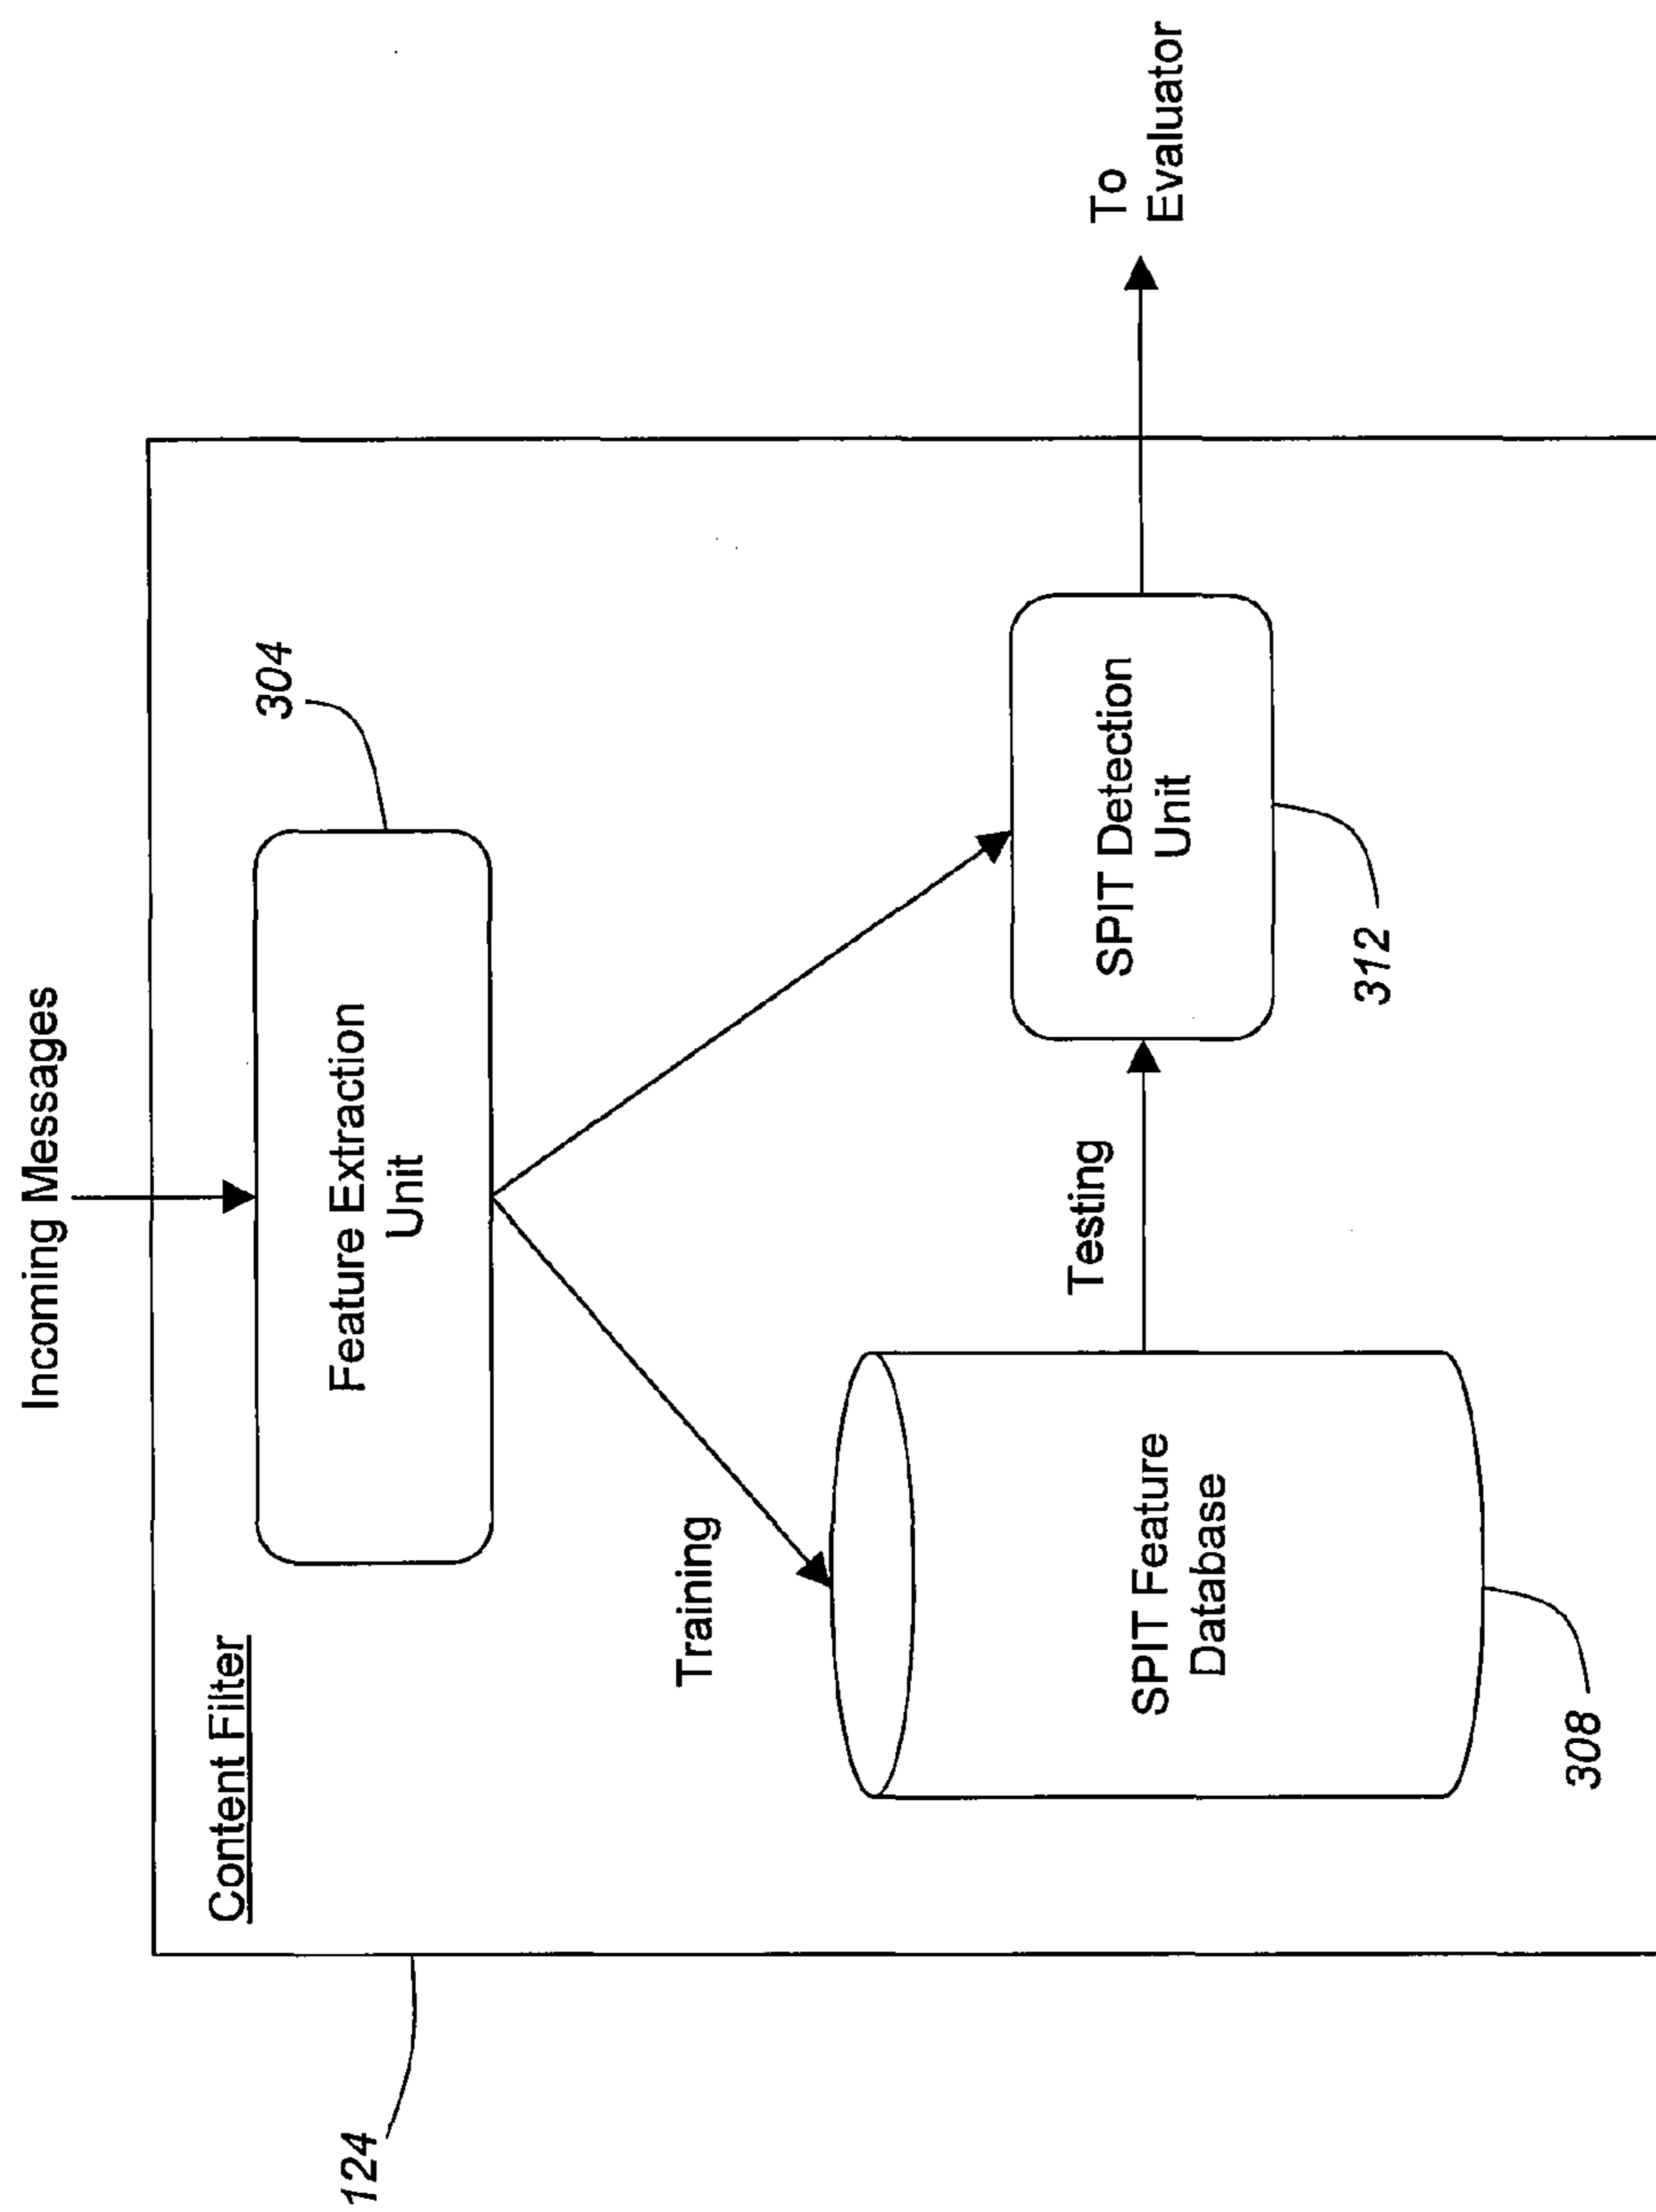 Incoming Messages
124
Content Filter
304
Feature Extraction
Unit
Training
SPIT Feature
Database
308
Testing
SPIT Detection
Unit
312
To
Evaluator